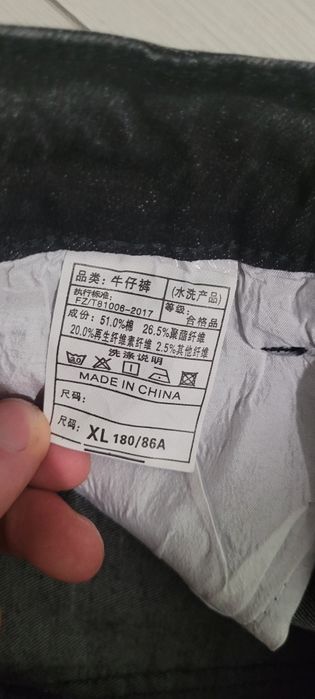 品类: 牛仔裤 (水洗产品)
执行标准: 等级:
FZ/T81006-2017 合格品
成份: 51.0%棉 26.5%聚酯纤维
20.0%再生纤维素纤维 2.5%其他纤维
洗涤说明
MADE IN CHINA
尺码:
尺码: XL 180/86A